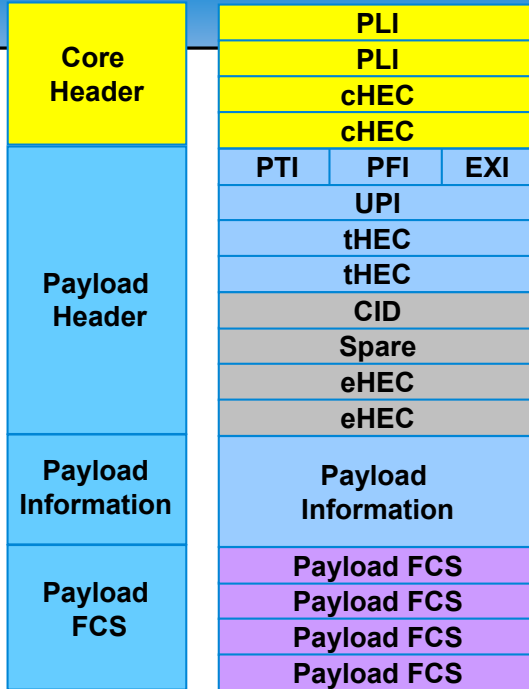 Core
Header
Payload
Header
Payload
Information
Payload
FCS
PLI
PLI
cHEC
cHEC
PTI PFI EXI
UPI
tHEC
tHEC
CID
Spare
eHEC
eHEC
Payload
Information
Payload FCS
Payload FCS
Payload FCS
Payload FCS